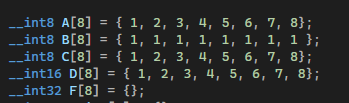 __int8 A[8] = { 1, 2, 3, 4, 5, 6, 7, 8};
__int8 B[8] = { 1, 1, 1, 1, 1, 1, 1, 1 };
__int8 C[8] = { 1, 2, 3, 4, 5, 6, 7, 8};
__int16 D[8] = { 1, 2, 3, 4, 5, 6, 7, 8};
__int32 F[8] = {};